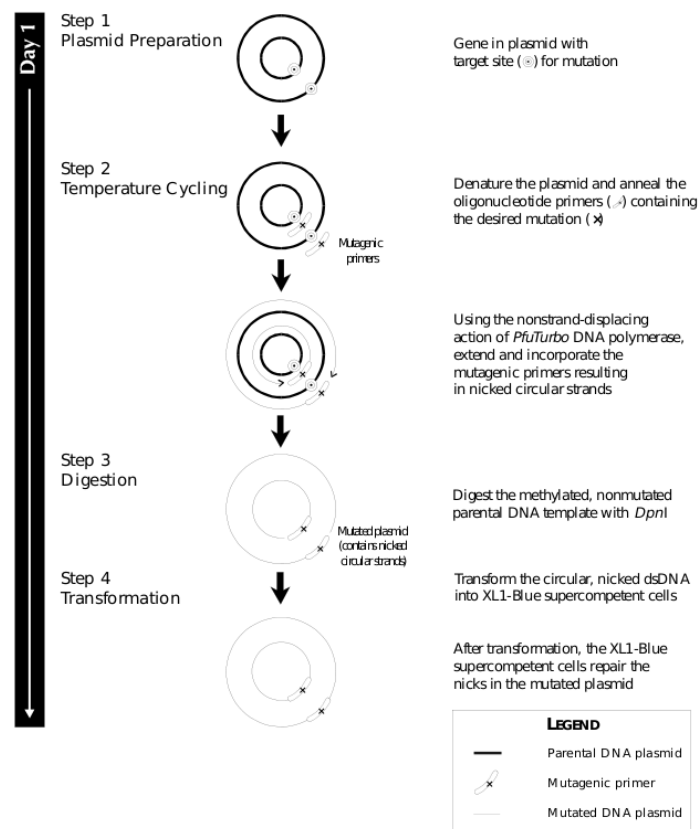 Day 1
Step 1
Plasmid Preparation
Gene in plasmid with
target site ( ) for mutation
Step 2
Temperature Cycling
Denature the plasmid and anneal the
oligonucleotide primers ( ) containing
the desired mutation (×)
Mutagenic
primers
Using the nonstrand-displacing
action of PfuTurbo DNA polymerase,
extend and incorporate the
mutagenic primers resulting
in nicked circular strands
Step 3
Digestion
Digest the methylated, nonmutated
parental DNA template with DpnI
Mutated plasmid
(contains nicked
circular strands)
Step 4
Transformation
Transform the circular, nicked dsDNA
into XL1-Blue supercompetent cells
After transformation, the XL1-Blue
supercompetent cells repair the
nicks in the mutated plasmid
LEGEND
Parental DNA plasmid
Mutagenic primer
Mutated DNA plasmid